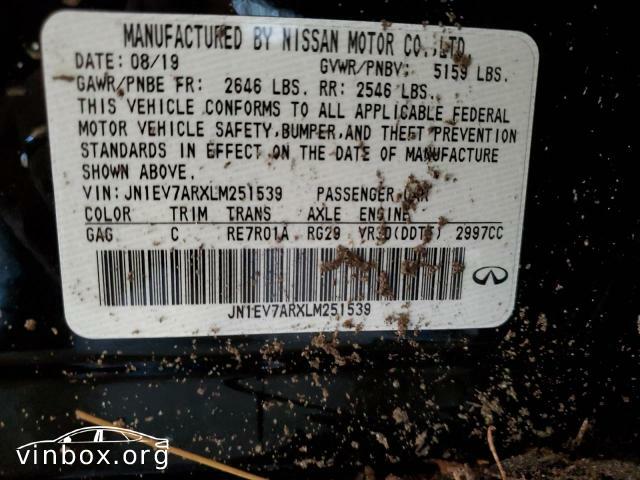 MANUFACTURED BY NISSAN MOTOR CO., LTD
DATE: 08/19 GVWR/PNBV: 5159 LBS.
GAWR/PNBE FR: 2646 LBS. RR: 2546 LBS.
THIS VEHICLE CONFORMS TO ALL APPLICABLE FEDERAL
MOTOR VEHICLE SAFETY, BUMPER, AND THEFT PREVENTION
STANDARDS IN EFFECT ON THE DATE OF MANUFACTURE
SHOWN ABOVE.
VIN: JN1EV7ARXLM251539 PASSENGER CAR
COLOR TRIM TRANS AXLE ENGINE
GAG C RE7R01A RG29 VR30(DDTT) 2997CC
JN1EV7ARXLM251539
vinbox.org